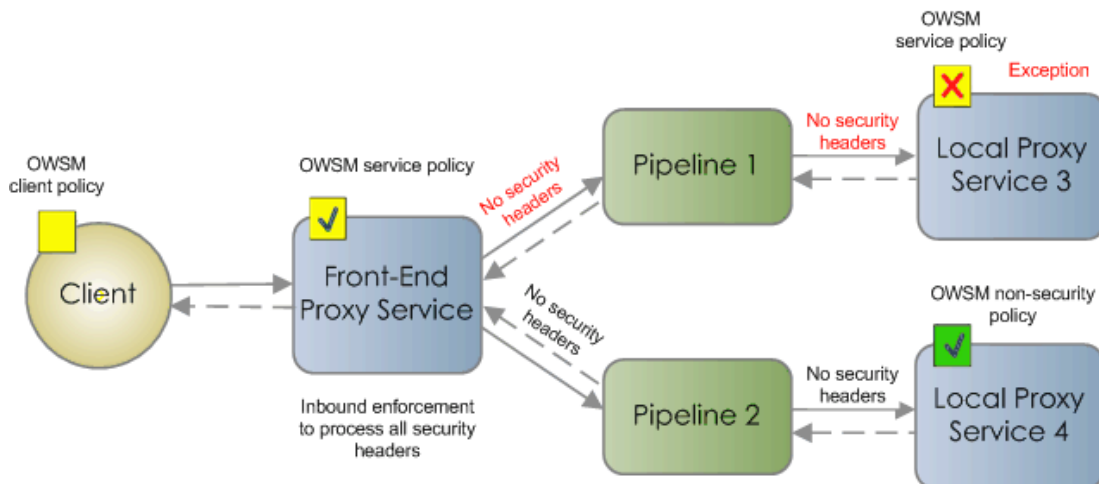 OWSM
client policy
Client
OWSM service policy
Front-End
Proxy Service
Inbound enforcement
to process all security
headers
No security
headers
Pipeline 1
No security
headers
OWSM
service policy
Exception
Local Proxy
Service 3
No security
headers
Pipeline 2
No security
headers
OWSM non-security
policy
Local Proxy
Service 4